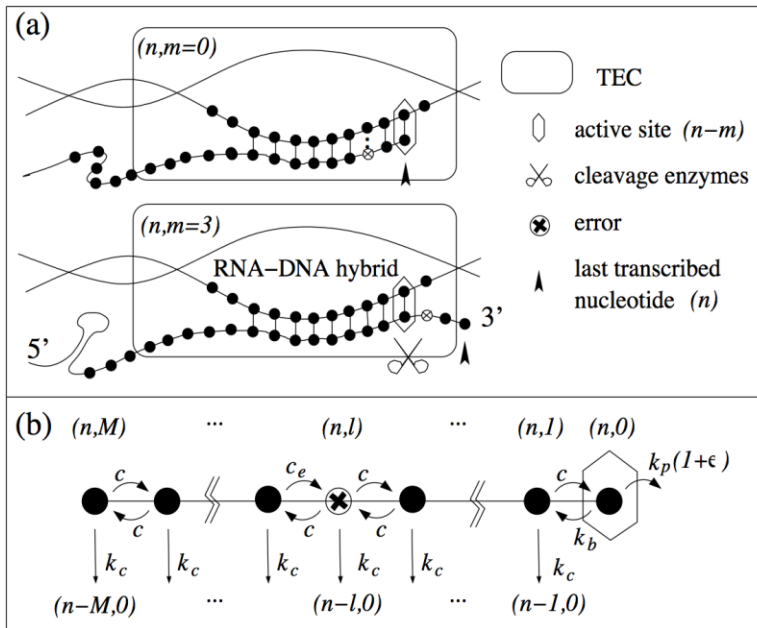 (a)
(n,m=0)
TEC
active site (n−m)
cleavage enzymes
error
last transcribed
nucleotide (n)
(n,m=3)
RNA−DNA hybrid
3'
5'
(b)
(n,M) ... (n,l) ... (n,1) (n,0)
k_p(1+ϵ)
c c_e c c
c c c k_b
k_c k_c k_c k_c k_c k_c
(n−M,0) ... (n−l,0) ... (n−1,0)